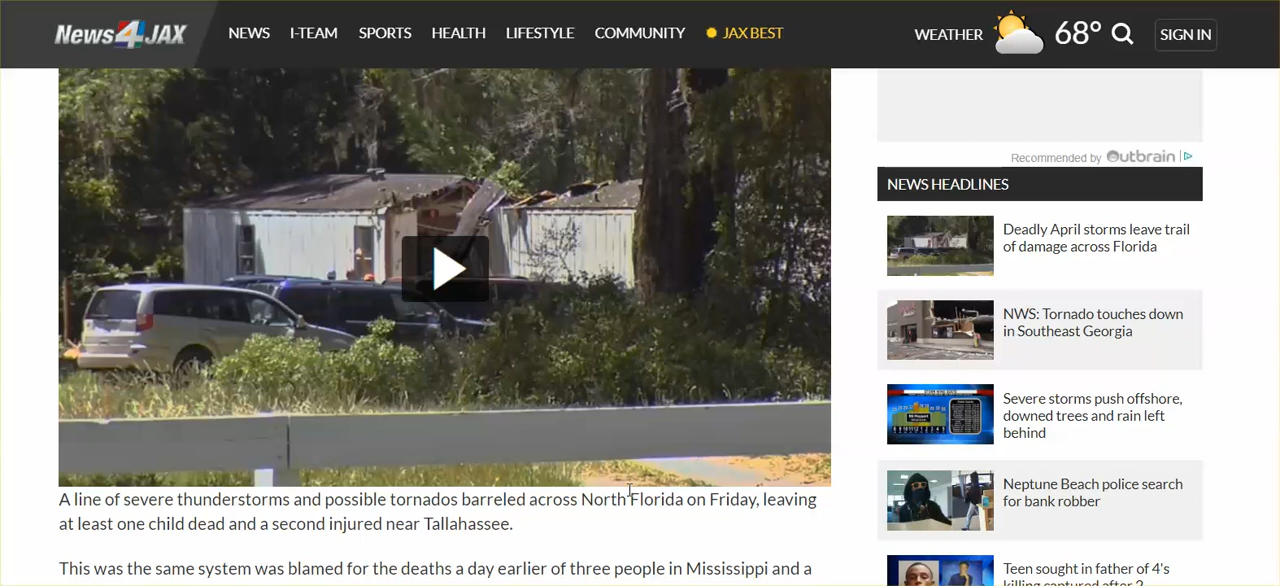 News4JAX
NEWS
I-TEAM
SPORTS
HEALTH
LIFESTYLE
COMMUNITY
JAX BEST
WEATHER
68°
SIGN IN
A line of severe thunderstorms and possible tornados barreled across North Florida on Friday, leaving
at least one child dead and a second injured near Tallahassee.
This was the same system was blamed for the deaths a day earlier of three people in Mississippi and a
Recommended by Outbrain
NEWS HEADLINES
Deadly April storms leave trail
of damage across Florida
NWS: Tornado touches down
in Southeast Georgia
Severe storms push offshore,
downed trees and rain left
behind
Neptune Beach police search
for bank robber
Teen sought in father of 4's
killing captured after 2